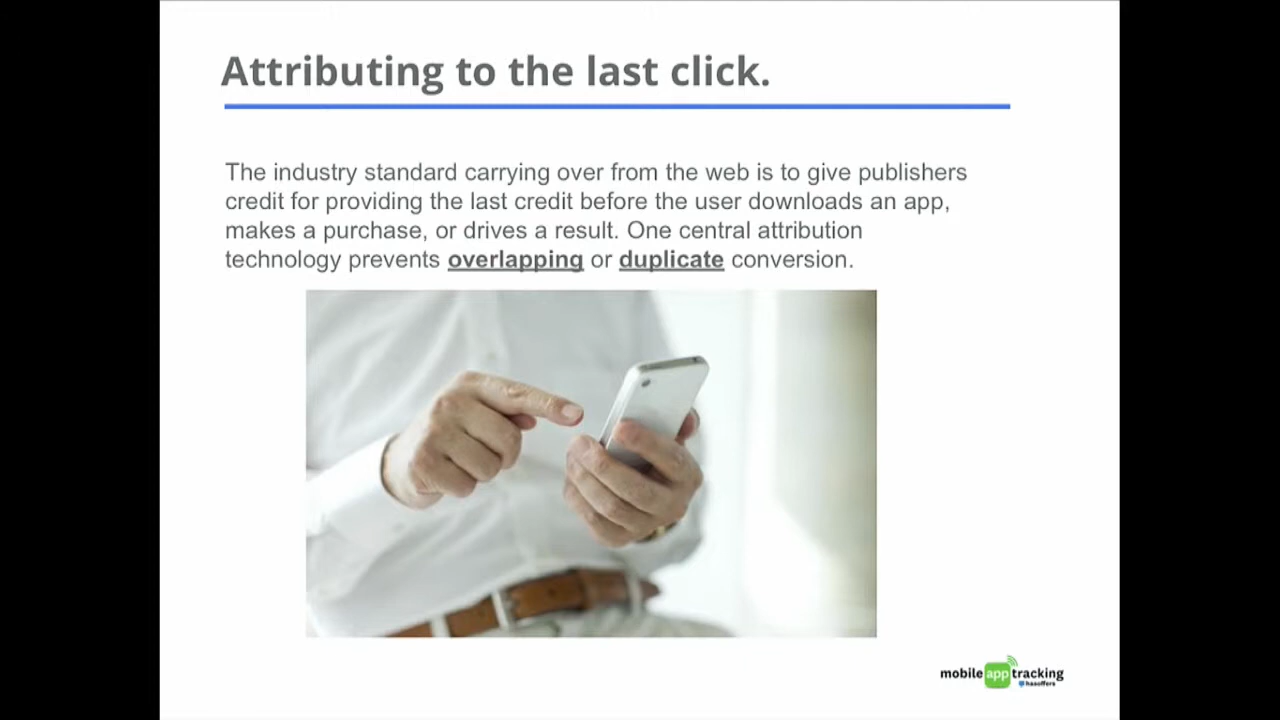 Attributing to the last click.
The industry standard carrying over from the web is to give publishers
credit for providing the last credit before the user downloads an app,
makes a purchase, or drives a result. One central attribution
technology prevents overlapping or duplicate conversion.
mobile app tracking
hasoffers